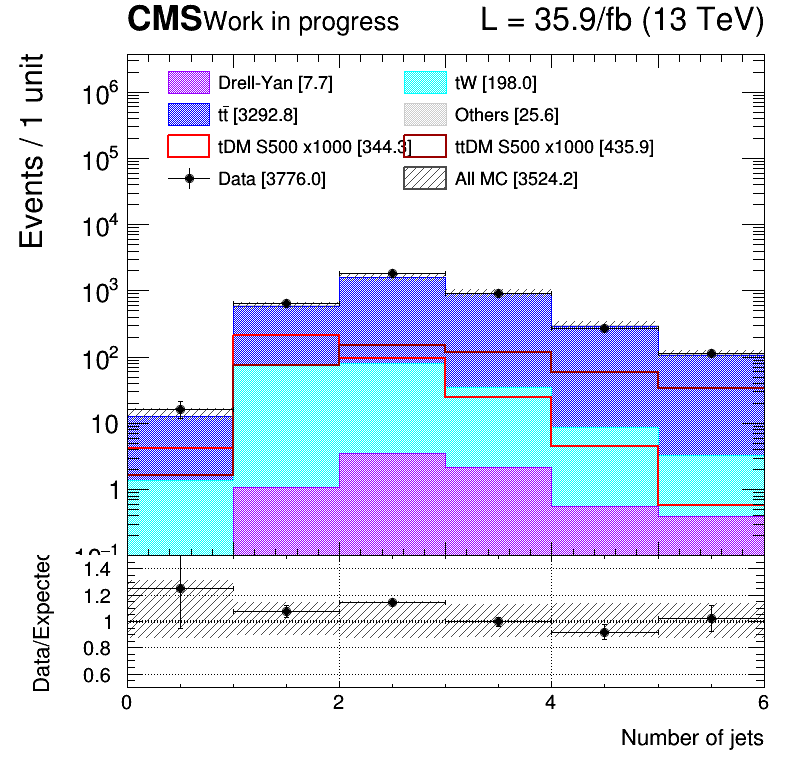 CMS Work in progress L = 35.9/fb (13 TeV)
Events / 1 unit
10⁶
10⁵
10⁴
10³
10²
10
1
10⁻¹
Drell-Yan [7.7]
tW [198.0]
tt̄ [3292.8]
Others [25.6]
tDM S500 x1000 [344.3]
ttDM S500 x1000 [435.9]
Data [3776.0]
All MC [3524.2]
Data/Expected
1.4
1.2
1
0.8
0.6
0 2 4 6
Number of jets